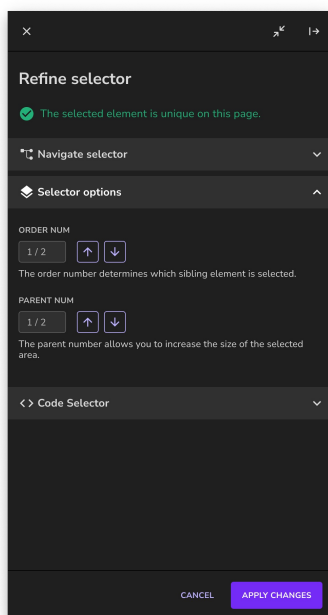 Refine selector
The selected element is unique on this page.
Navigate selector
Selector options
ORDER NUM
1 / 2
The order number determines which sibling element is selected.
PARENT NUM
1 / 2
The parent number allows you to increase the size of the selected
area.
Code Selector
CANCEL APPLY CHANGES